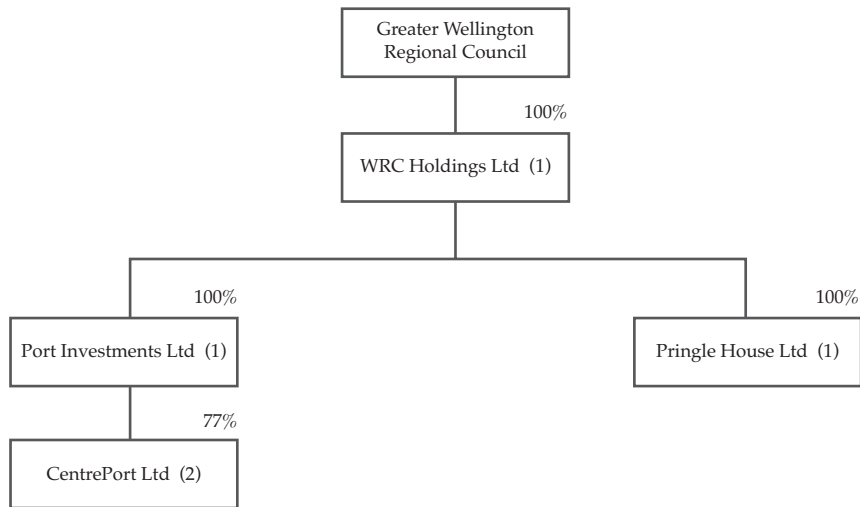 Greater Wellington
Regional Council
100%
WRC Holdings Ltd (1)
100%
100%
Port Investments Ltd (1)
Pringle House Ltd (1)
77%
CentrePort Ltd (2)